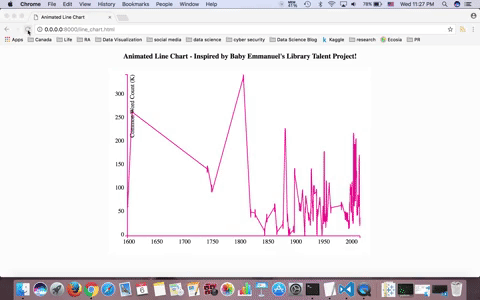 Chrome File Edit View History Bookmarks People Window Help
76% Wed 11:27 PM
Animated Line Chart
0.0.0.0:8000/line_chart.html
Apps Canada Life RA Data Visualization social media data science cyber security Data Science Blog Kaggle research Ecosia PR
Animated Line Chart - Inspired by Baby Emmanuel's Library Talent Project!
Common Word Count (K)
300
250
200
150
100
50
0
1600 1650 1700 1750 1800 1850 1900 1950 2000